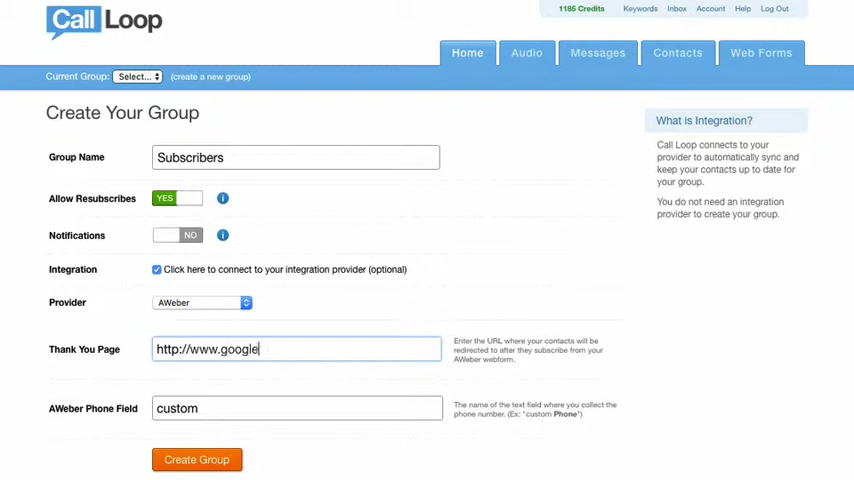 Call Loop
1185 Credits Keywords Inbox Account Help Log Out
Home Audio Messages Contacts Web Forms
Current Group: Select... (create a new group)
Create Your Group
What is Integration?
Call Loop connects to your
provider to automatically sync and
keep your contacts up to date for
your group.
You do not need an integration
provider to create your group.
Group Name Subscribers
Allow Resubscribes YES i
Notifications NO i
Integration Click here to connect to your integration provider (optional)
Provider AWeber
Thank You Page http://www.google
Enter the URL where your contacts will be
redirected to after they subscribe from your
AWeber webform.
AWeber Phone Field custom
The name of the text field where you collect the
phone number. (Ex: "custom Phone")
Create Group